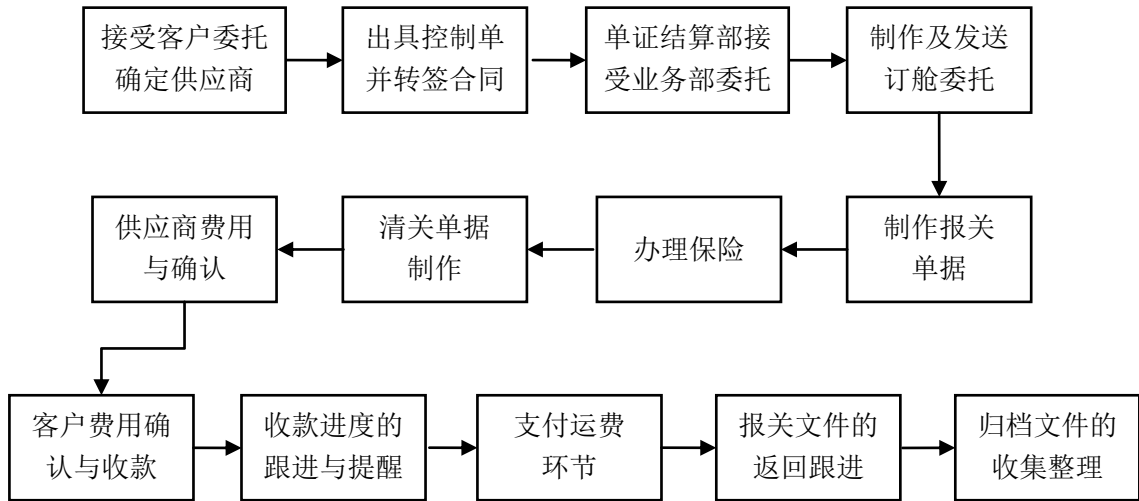 接受客户委托
确定供应商
出具控制单
并转签合同
单证结算部接
受业务部委托
制作及发送
订舱委托
制作报关
单据
办理保险
清关单据
制作
供应商费用
与确认
客户费用确
认与收款
收款进度的
跟进与提醒
支付运费
环节
报关文件的
返回跟进
归档文件的
收集整理